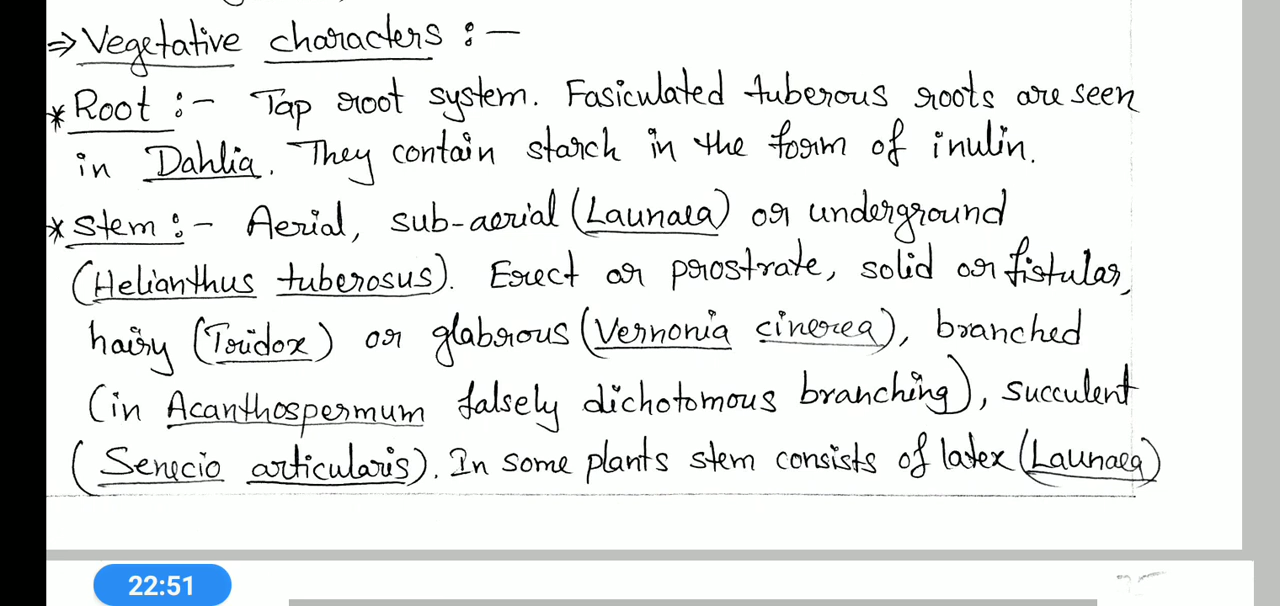 ⇒ Vegetative characters :-
* Root :- Tap root system. Fasiculated tuberous roots are seen
in Dahlia. They contain starch in the form of inulin.
* Stem :- Aerial, sub-aerial (Launaea) or underground
(Helianthus tuberosus). Erect or prostrate, solid or fistular,
hairy (Tridox) or glabrous (Vernonia cinerea), branched
(in Acanthospermum falsely dichotomous branching), succulent
(Senecio articularis). In some plants stem consists of latex (Launaea)
22:51